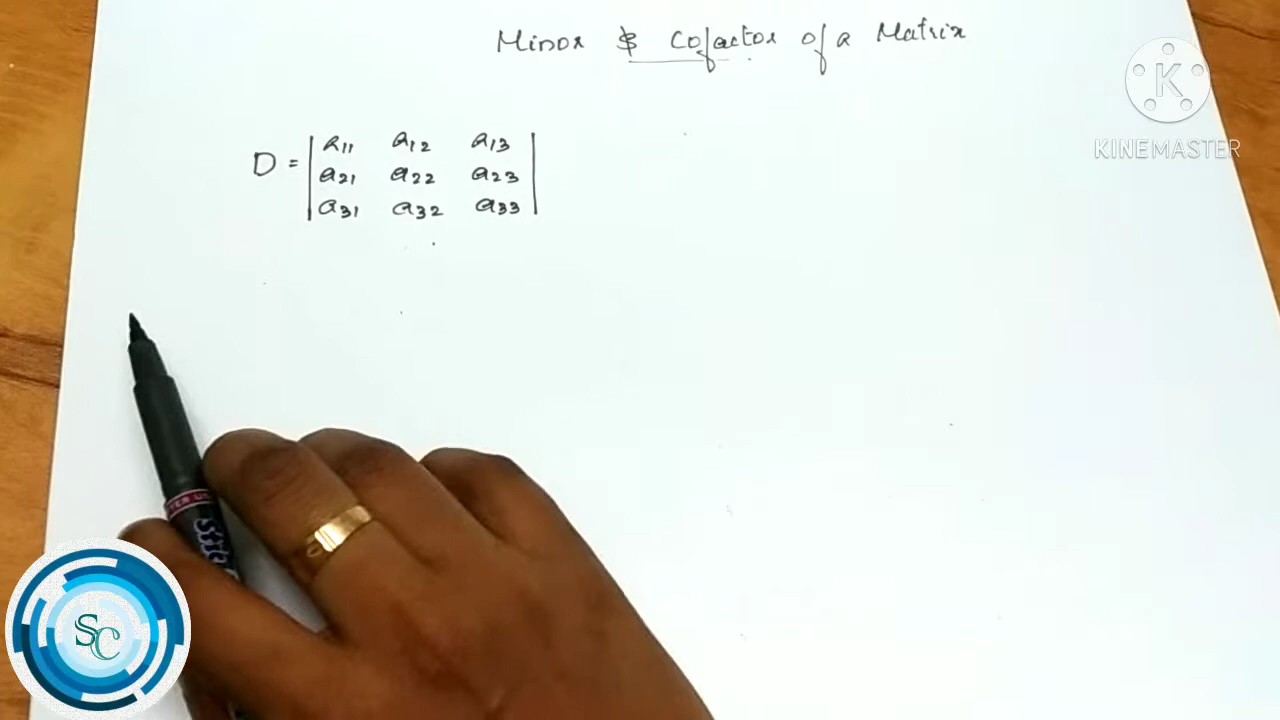 Minor & Cofactor of a Matrix
K
KINEMASTER
D = | a11 a12 a13 |
| a21 a22 a23 |
| a31 a32 a33 |
SC